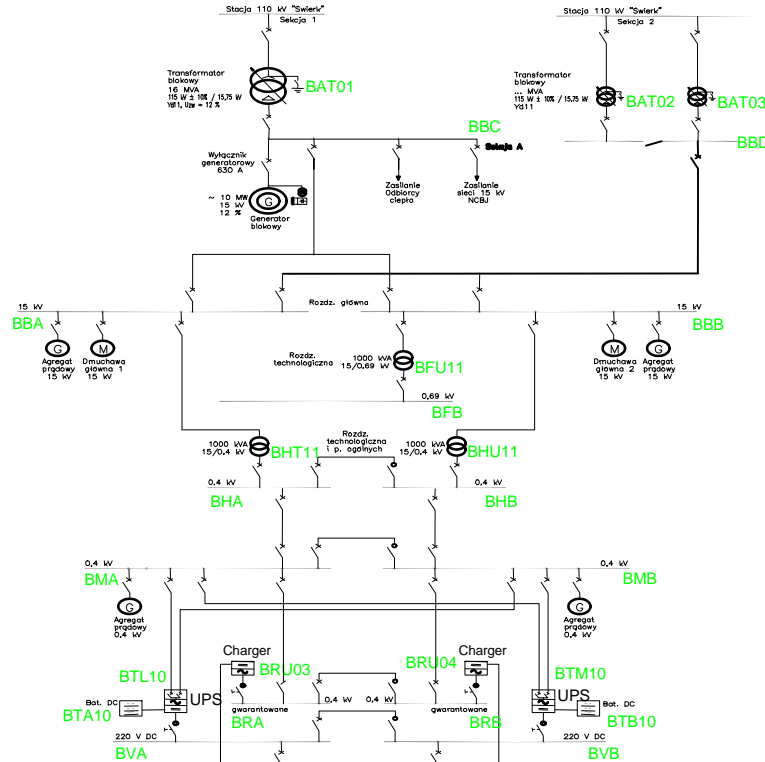 Stacja 110 kV "Swierk"
Sekcja 1
Stacja 110 kV "Swierk"
Sekcja 2
Transformator
blokowy
16 MVA
115 W ± 10% / 15,75 W
Yd11, Uzw = 12 %
BAT01
Transformator
blokowy
... MVA
115 W ± 10% / 15,75 W
Yd11
BAT02
BAT03
BBC
Sekcja A
BBD
Wyłącznik
generatorowy
630 A
~ 10 MW
15 kV
12 %
G
Generator
blokowy
Zasilanie
Odbiorcy
ciepła
Zasilanie
sieci 15 kV
NCBJ
15 kV
Rozdz. główna
15 kV
BBA
BBB
G
Agregat
prądowy
15 kV
M
Dmuchawa
główna 1
15 kV
Rozdz.
technologiczna
1000 kVA
15/0,69 kV
BFU11
M
Dmuchawa
główna 2
15 kV
G
Agregat
prądowy
15 kV
0,69 kV
BFB
1000 kVA
15/0.4 kV
BHT11
Rozdz.
technologiczna
i p. ogólnych
1000 kVA
15/0.4 kV
BHU11
0,4 kV
0,4 kV
BHA
BHB
0,4 kV
0,4 kV
BMA
BMB
G
Agregat
prądowy
0,4 kV
G
Agregat
prądowy
0,4 kV
Charger
Charger
BTL10
BRU03
BRU04
BTM10
UPS
UPS
Bat. DC
BTA10
0,4 kV
0,4 kV
Bat. DC
BTB10
gwarantowane
gwarantowane
BRA
BRB
220 V DC
220 V DC
BVA
BVB